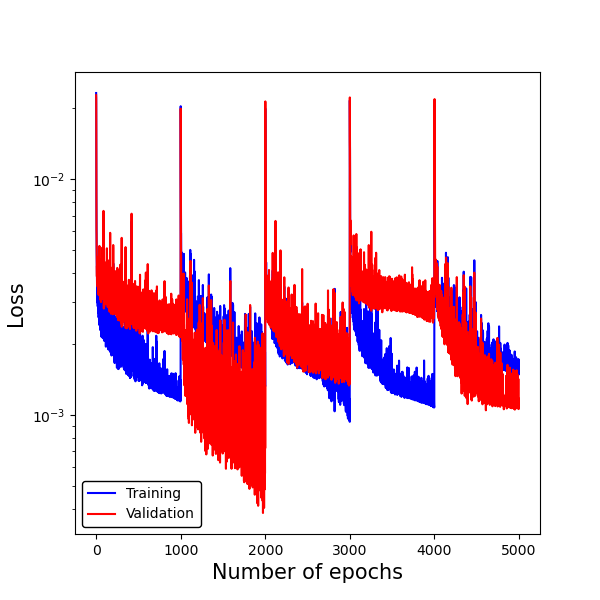 10⁻²
10⁻³
Loss
Training
Validation
0 1000 2000 3000 4000 5000
Number of epochs